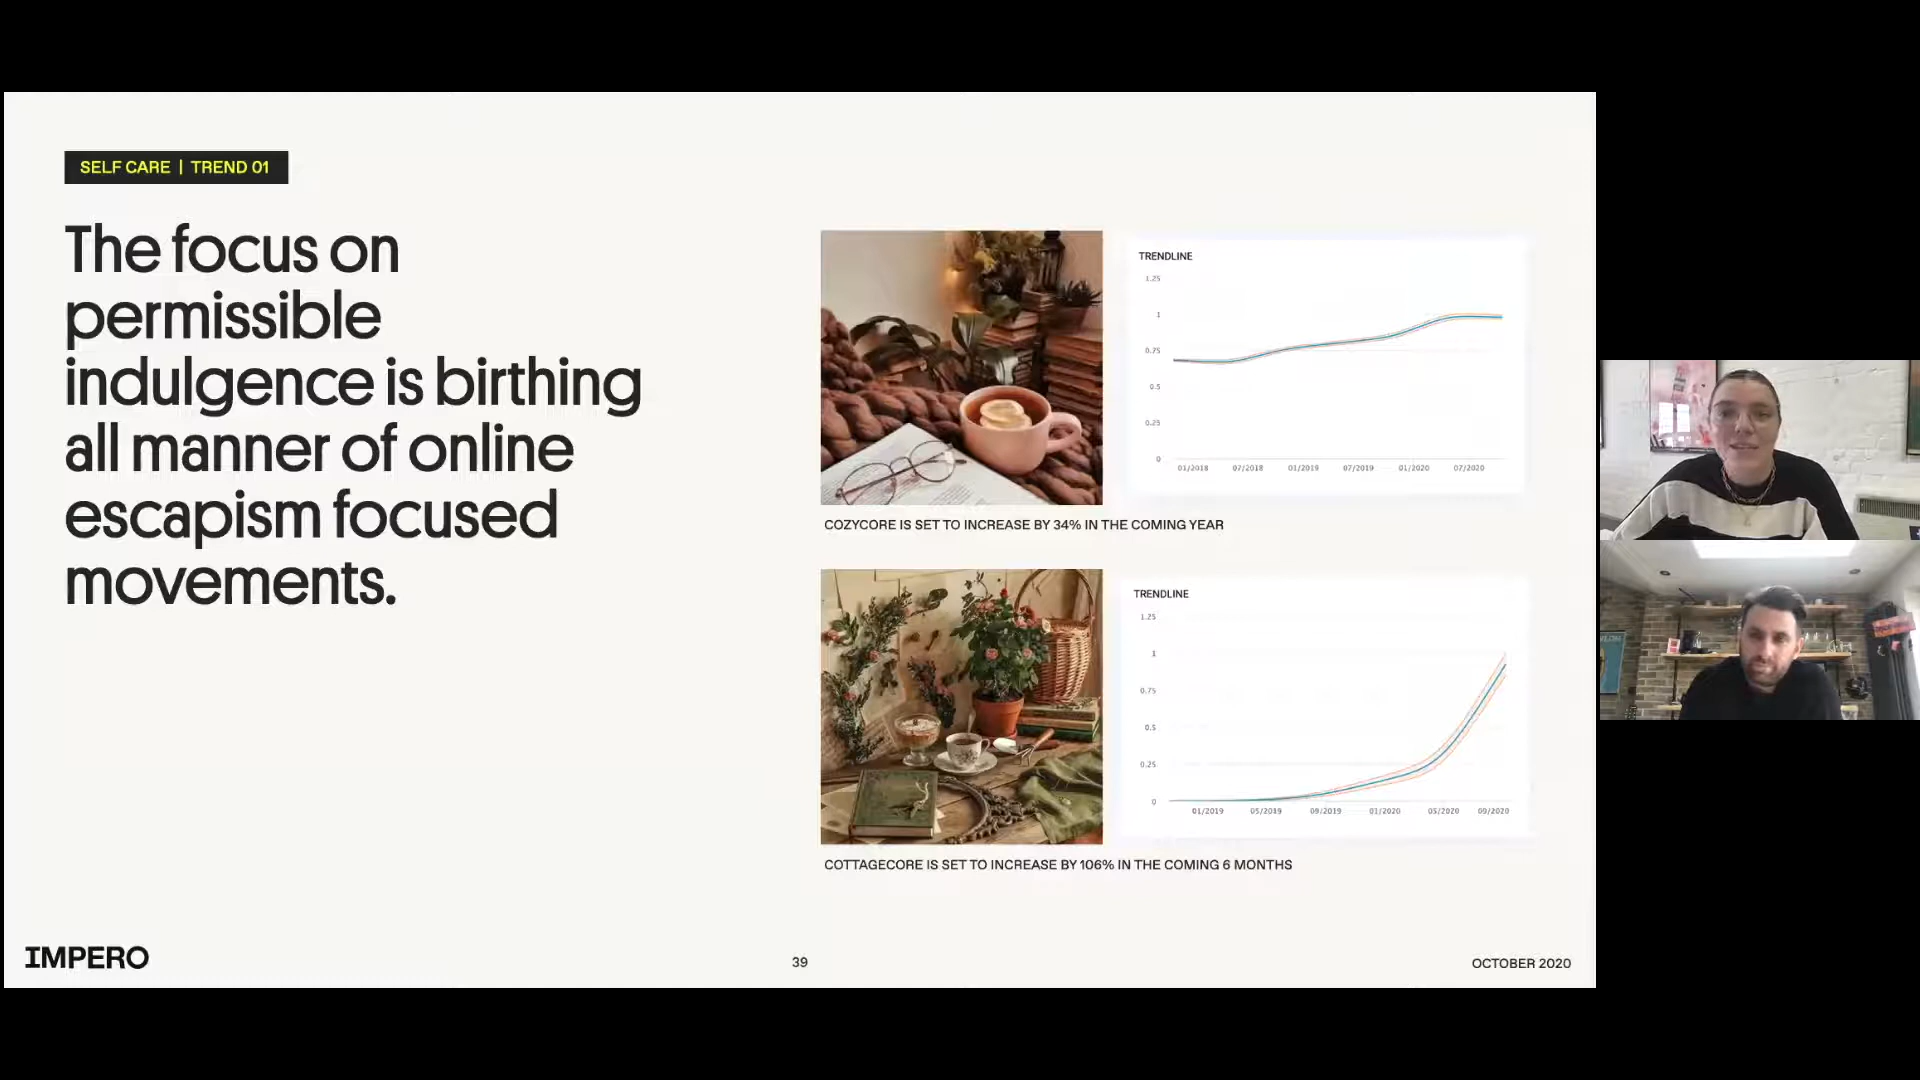 SELF CARE | TREND 01
The focus on
permissible
indulgence is birthing
all manner of online
escapism focused
movements.
TRENDLINE
1.25
1
0.75
0.5
0.25
0
01/2018 07/2018 01/2019 07/2019 01/2020 07/2020
COZYCORE IS SET TO INCREASE BY 34% IN THE COMING YEAR
TRENDLINE
1.25
1
0.75
0.5
0.25
0
01/2019 05/2019 09/2019 01/2020 05/2020 09/2020
COTTAGECORE IS SET TO INCREASE BY 106% IN THE COMING 6 MONTHS
IMPERO
39
OCTOBER 2020